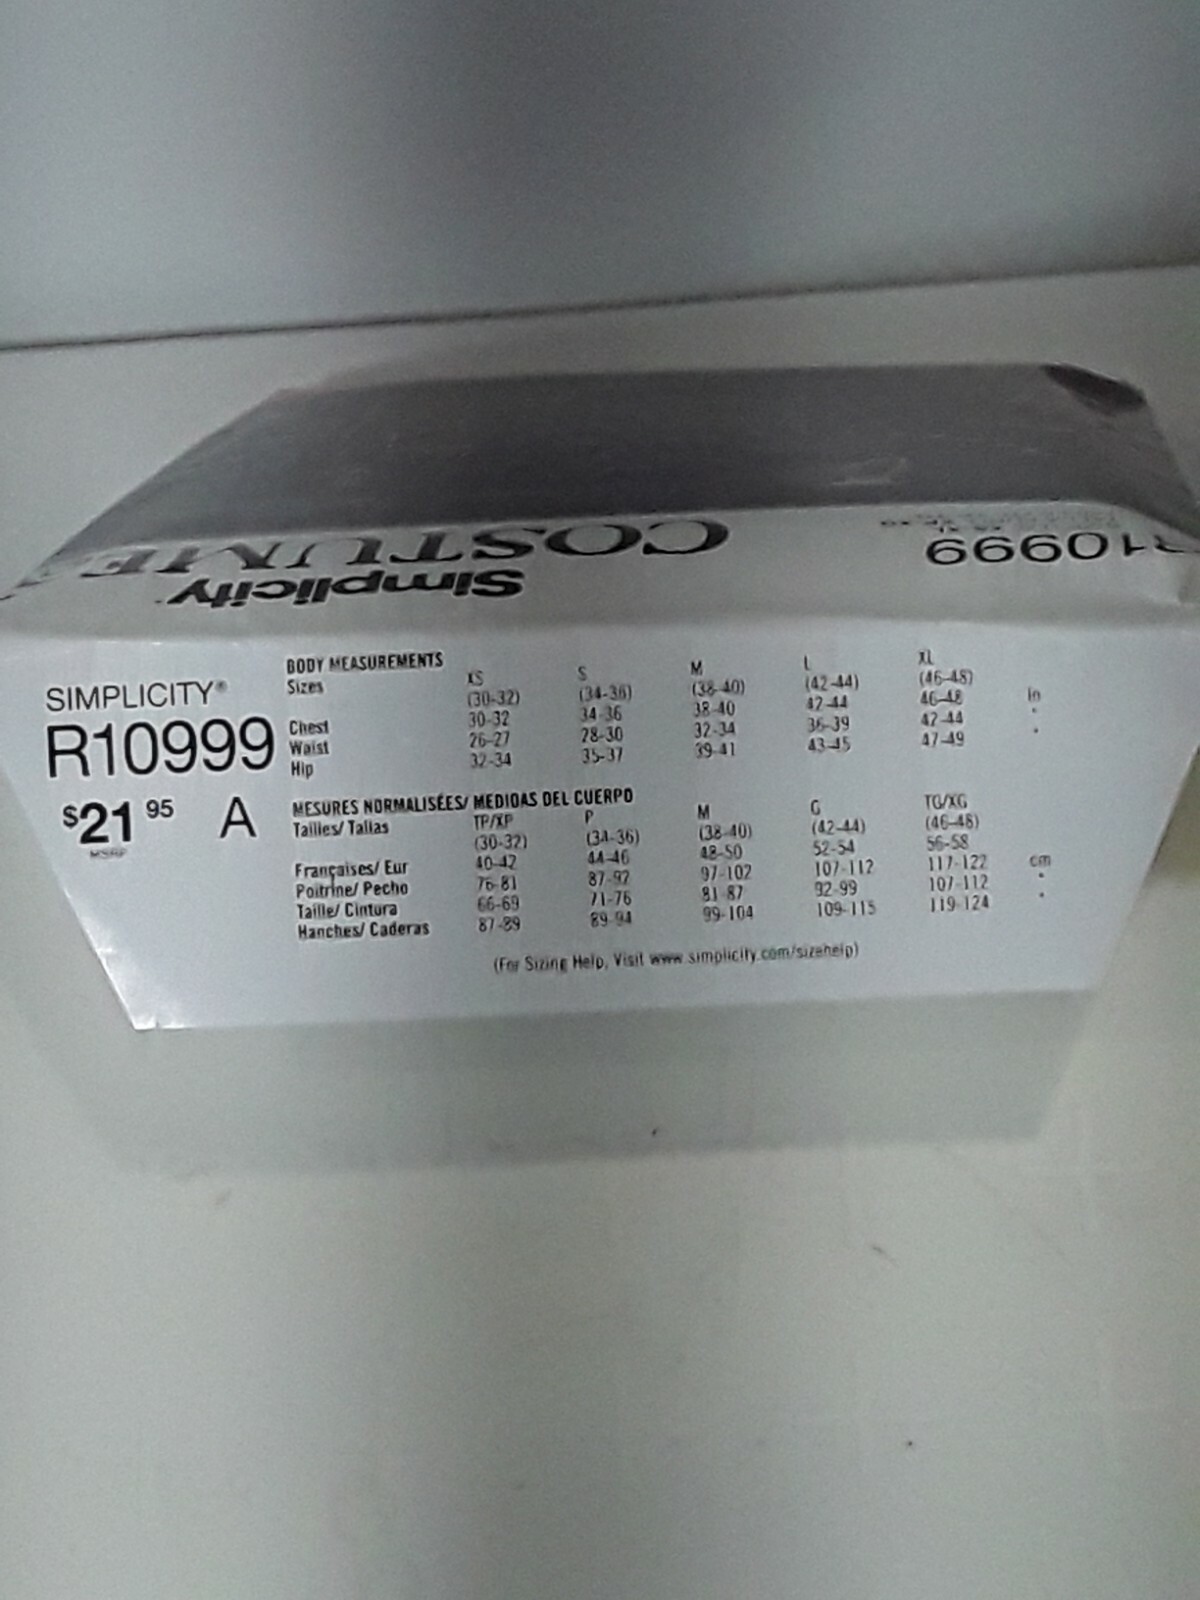 COSTUME
R10999
Simplicity
SIMPLICITY®
R10999
$21 95 A
MSRP
BODY MEASUREMENTS
Sizes XS S M L XL
(30-32) (34-36) (38-40) (42-44) (46-48)
Chest 30-32 34-36 38-40 42-44 46-48 in
Waist 26-27 28-30 32-34 36-39 42-44 "
Hip 32-34 35-37 39-41 43-45 47-49 "
MESURES NORMALISÉES/ MEDIDAS DEL CUERPO
Tailles/ Tallas TP/XP P M G TG/XG
(30-32) (34-36) (38-40) (42-44) (46-48)
Françaises/ Eur 40-42 44-46 48-50 52-54 56-58
Poitrine/ Pecho 76-81 87-92 97-102 107-112 117-122 cm
Taille/ Cintura 66-69 71-76 81-87 92-99 107-112 "
Hanches/ Caderas 87-89 89-94 99-104 109-115 119-124 "
(For Sizing Help, Visit www.simplicity.com/sizehelp)